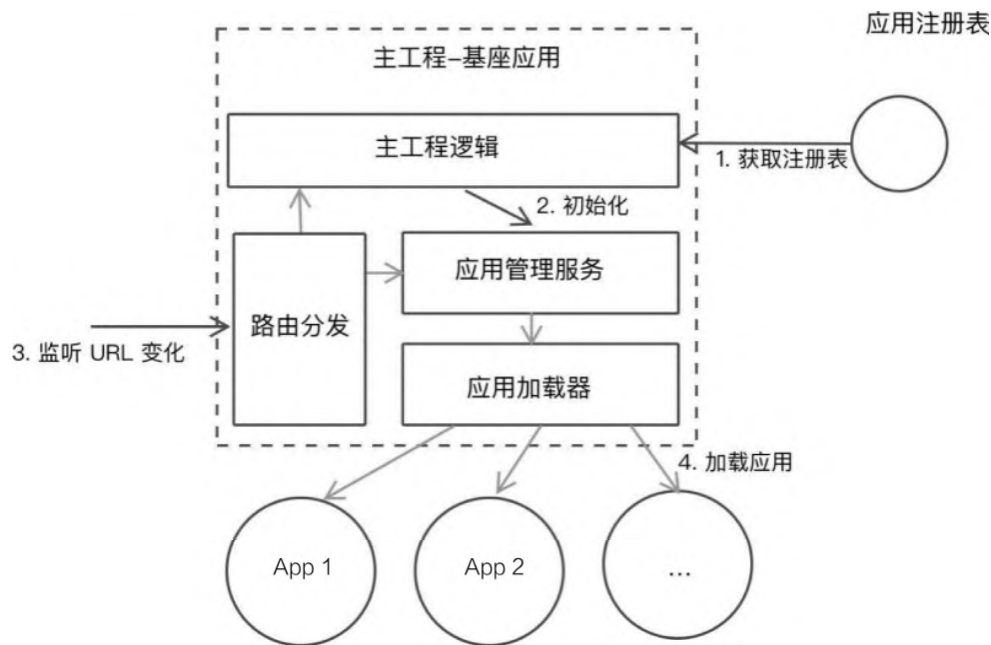 应用注册表
主工程-基座应用
主工程逻辑
1. 获取注册表
2. 初始化
应用管理服务
路由分发
3. 监听 URL 变化
应用加载器
4. 加载应用
App 1
App 2
...